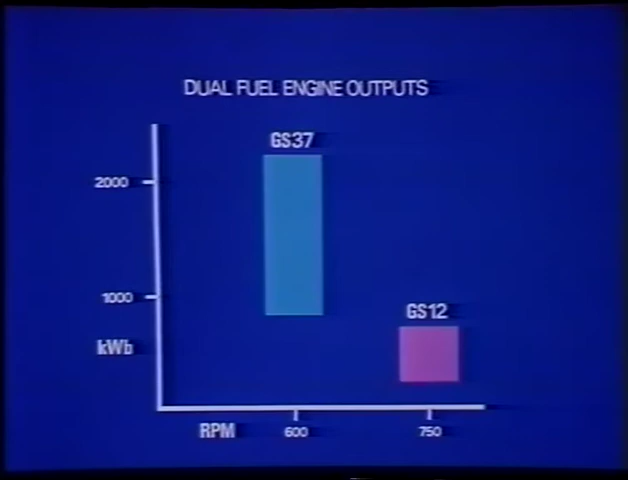 DUAL FUEL ENGINE OUTPUTS
GS37
2000
1000
GS12
kWb
RPM 600 750